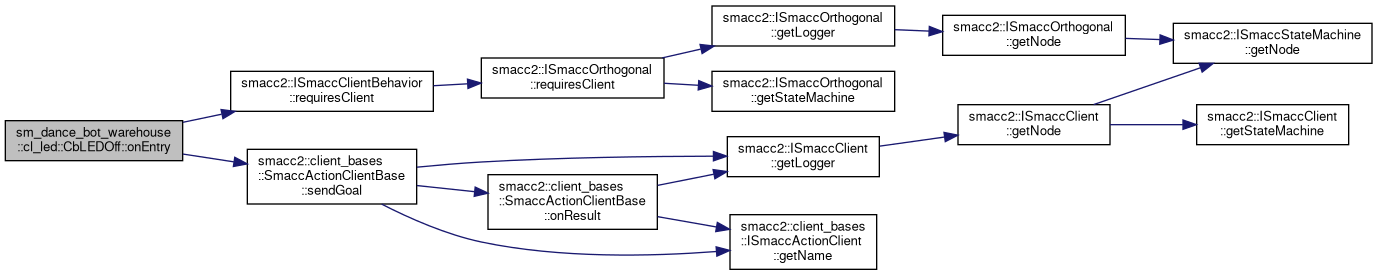 sm_dance_bot_warehouse
::cl_led::CbLEDOff::onEntry
smacc2::ISmaccClientBehavior
::requiresClient
smacc2::ISmaccOrthogonal
::requiresClient
smacc2::ISmaccOrthogonal
::getLogger
smacc2::ISmaccOrthogonal
::getNode
smacc2::ISmaccStateMachine
::getNode
smacc2::ISmaccOrthogonal
::getStateMachine
smacc2::client_bases
::SmaccActionClientBase
::sendGoal
smacc2::client_bases
::SmaccActionClientBase
::onResult
smacc2::ISmaccClient
::getLogger
smacc2::ISmaccClient
::getNode
smacc2::ISmaccClient
::getStateMachine
smacc2::client_bases
::ISmaccActionClient
::getName